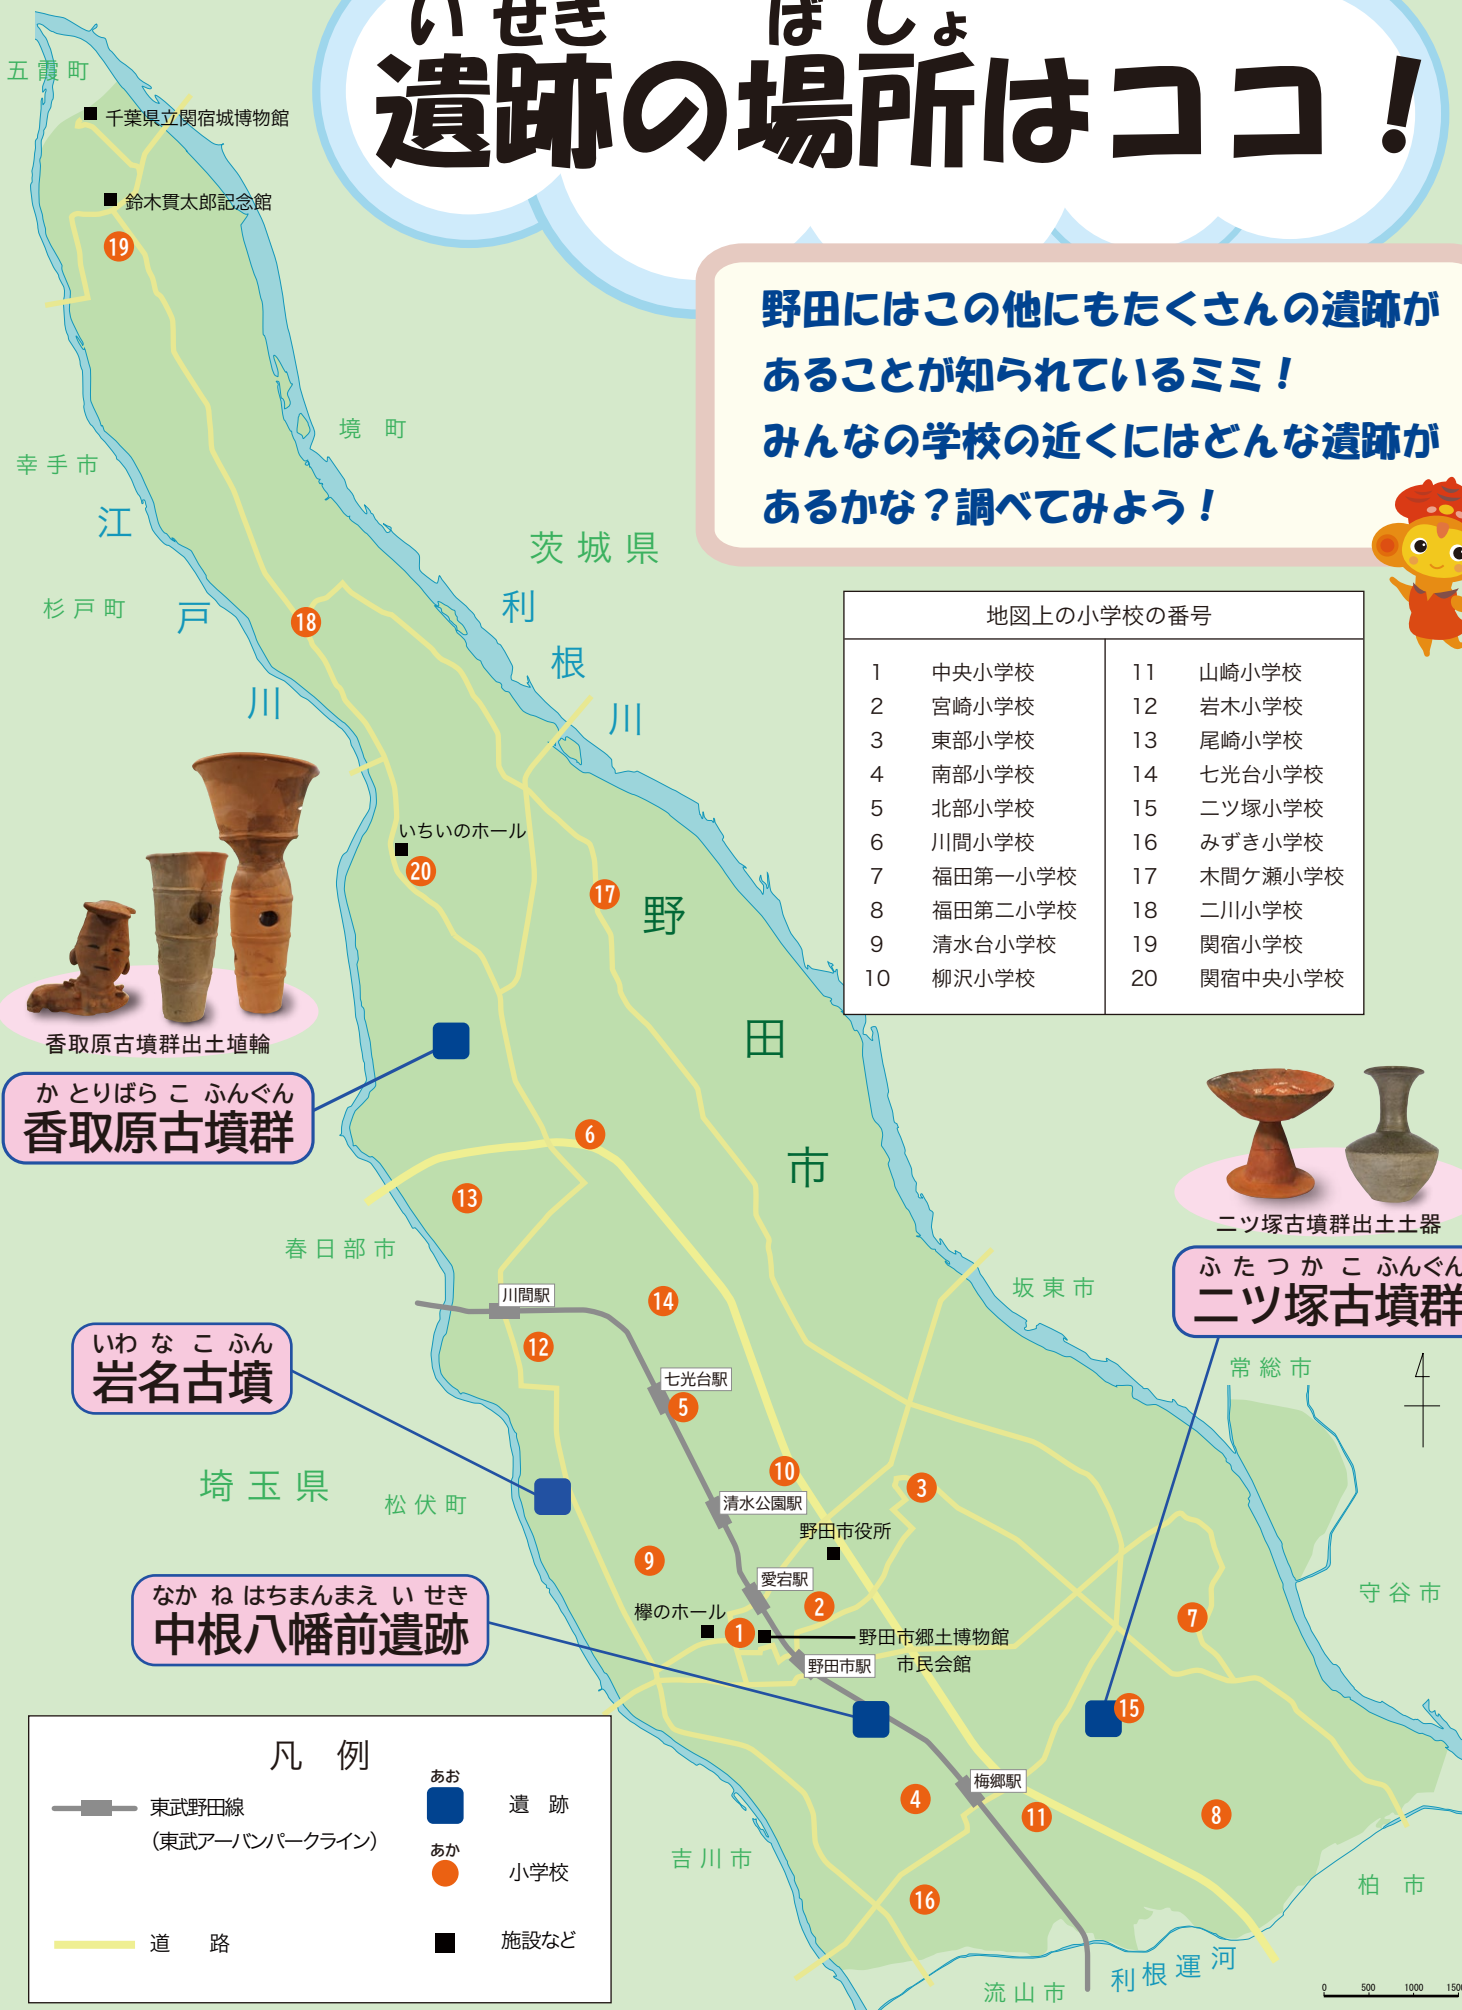 い せき ば しょ
遺跡の場所はココ！
野田にはこの他にもたくさんの遺跡が
あることが知られているミミ！
みんなの学校の近くにはどんな遺跡が
あるかな？調べてみよう！
五霞町
千葉県立関宿城博物館
鈴木貫太郎記念館
19
境 町
幸手市
江戸川
茨城県
杉戸町
利根川
18
地図上の小学校の番号
1 中央小学校
2 宮崎小学校
3 東部小学校
4 南部小学校
5 北部小学校
6 川間小学校
7 福田第一小学校
8 福田第二小学校
9 清水台小学校
10 柳沢小学校
11 山崎小学校
12 岩木小学校
13 尾崎小学校
14 七光台小学校
15 二ツ塚小学校
16 みずき小学校
17 木間ケ瀬小学校
18 二川小学校
19 関宿小学校
20 関宿中央小学校
いちいのホール
20
17
野田市
香取原古墳群出土埴輪
か とりばら こ ふんぐん
香取原古墳群
6
13
二ツ塚古墳群出土土器
ふ た つ か こ ふんぐん
二ツ塚古墳群
春日部市
坂東市
川間駅
14
12
いわ な こ ふん
岩名古墳
常総市
七光台駅
5
埼玉県
松伏町
10
3
清水公園駅
野田市役所
9
愛宕駅
2
守谷市
なか ね はちまんまえ い せき
中根八幡前遺跡
欅のホール
1
7
野田市郷土博物館
市民会館
野田市駅
15
梅郷駅
4
11
8
吉川市
柏 市
16
利根運河
流山市
凡 例
東武野田線
（東武アーバンパークライン）
道 路
あお
遺 跡
あか
小学校
施設など
0 500 1000 1500